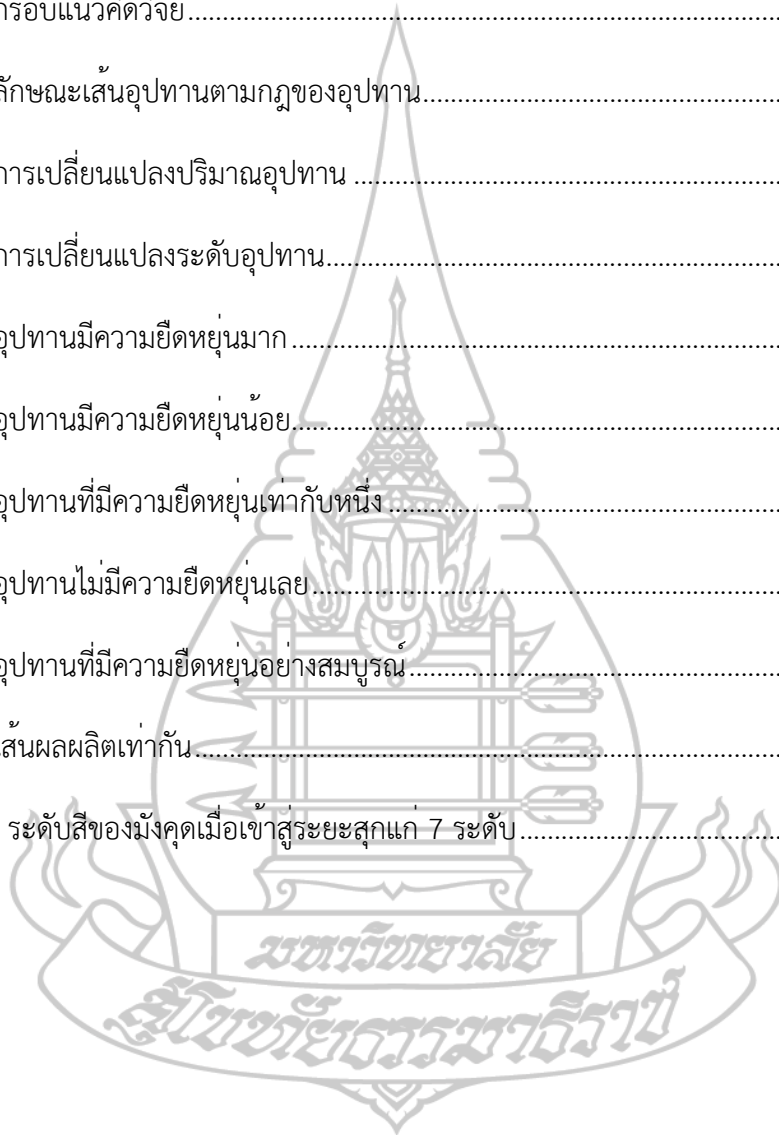 กรอบแนวคิดวิจัย....................................................................................................
ลักษณะเส้นอุปทานตามกฎของอุปทาน............................................................
การเปลี่ยนแปลงปริมาณอุปทาน ........................................................................
การเปลี่ยนแปลงระดับอุปทาน............................................................................
อุปทานมีความยืดหยุ่นมาก ..................................................................................
อุปทานมีความยืดหยุ่นน้อย..................................................................................
อุปทานที่มีความยืดหยุ่นเท่ากับหนึ่ง ...................................................................
อุปทานไม่มีความยืดหยุ่นเลย...............................................................................
อุปทานที่มีความยืดหยุ่นอย่างสมบูรณ์ ................................................................
เส้นผลผลิตเท่ากัน.................................................................................................
ระดับสีของมังคุดเมื่อเข้าสู่ระยะสุกแก่ 7 ระดับ .............................................
มหาวิทยาลัย
สุโขทัยธรรมาธิราช